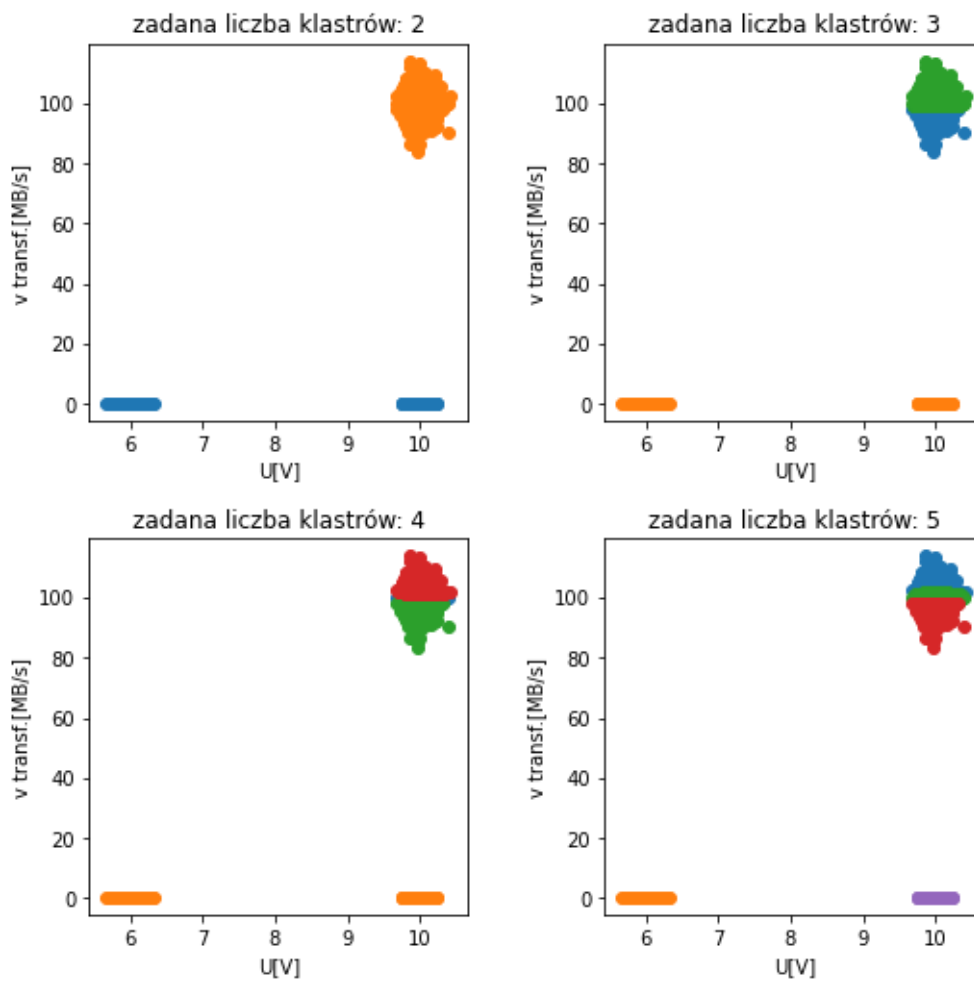 zadana liczba klastrów: 2
100
80
60
40
20
0
v transf.[MB/s]
6 7 8 9 10
U[V]
zadana liczba klastrów: 3
100
80
60
40
20
0
v transf.[MB/s]
6 7 8 9 10
U[V]
zadana liczba klastrów: 4
100
80
60
40
20
0
v transf.[MB/s]
6 7 8 9 10
U[V]
zadana liczba klastrów: 5
100
80
60
40
20
0
v transf.[MB/s]
6 7 8 9 10
U[V]